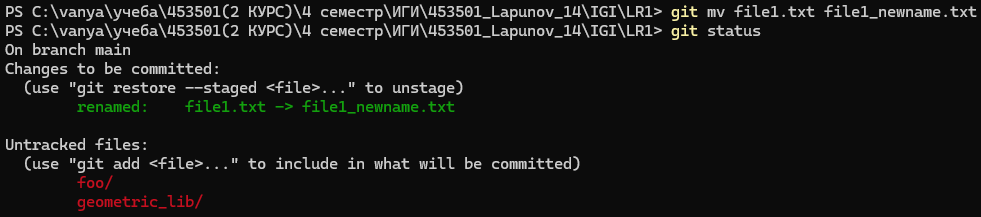 PS C:\vanya\учеба\453501(2 КУРС)\4 семестр\ИГИ\453501_Lapunov_14\IGI\LR1> git mv file1.txt file1_newname.txt
PS C:\vanya\учеба\453501(2 КУРС)\4 семестр\ИГИ\453501_Lapunov_14\IGI\LR1> git status
On branch main
Changes to be committed:
  (use "git restore --staged <file>..." to unstage)
        renamed:    file1.txt -> file1_newname.txt

Untracked files:
  (use "git add <file>..." to include in what will be committed)
        foo/
        geometric_lib/